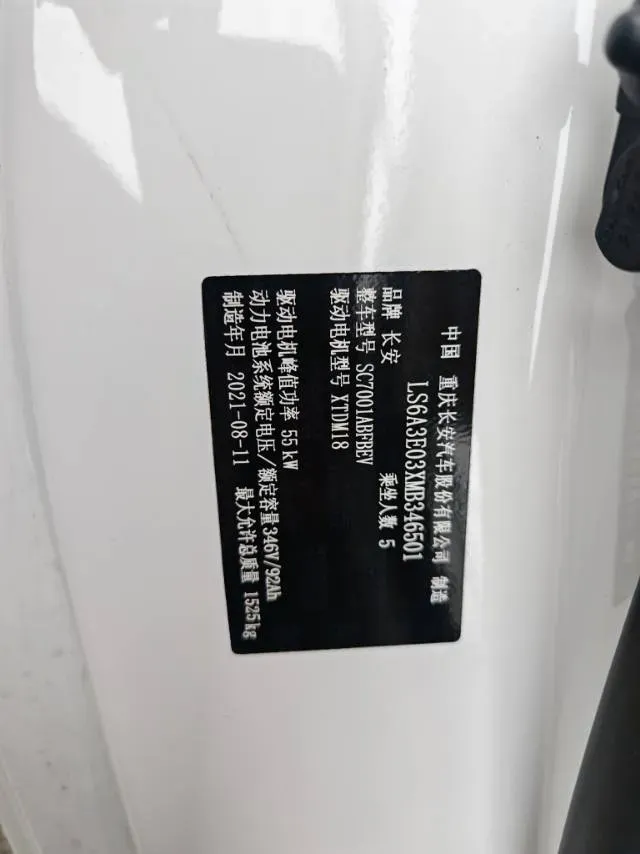 中国 重庆长安汽车股份有限公司 制造
LS6A3E03XMB346501
品牌 长安 乘坐人数 5
整车型号 SC7001ABFBEV
驱动电机型号 XTDM18
驱动电机峰值功率 55 kW
动力电池系统额定电压/额定容量346V/92Ah
制造年月 2021-08-11 最大允许总质量 1525kg